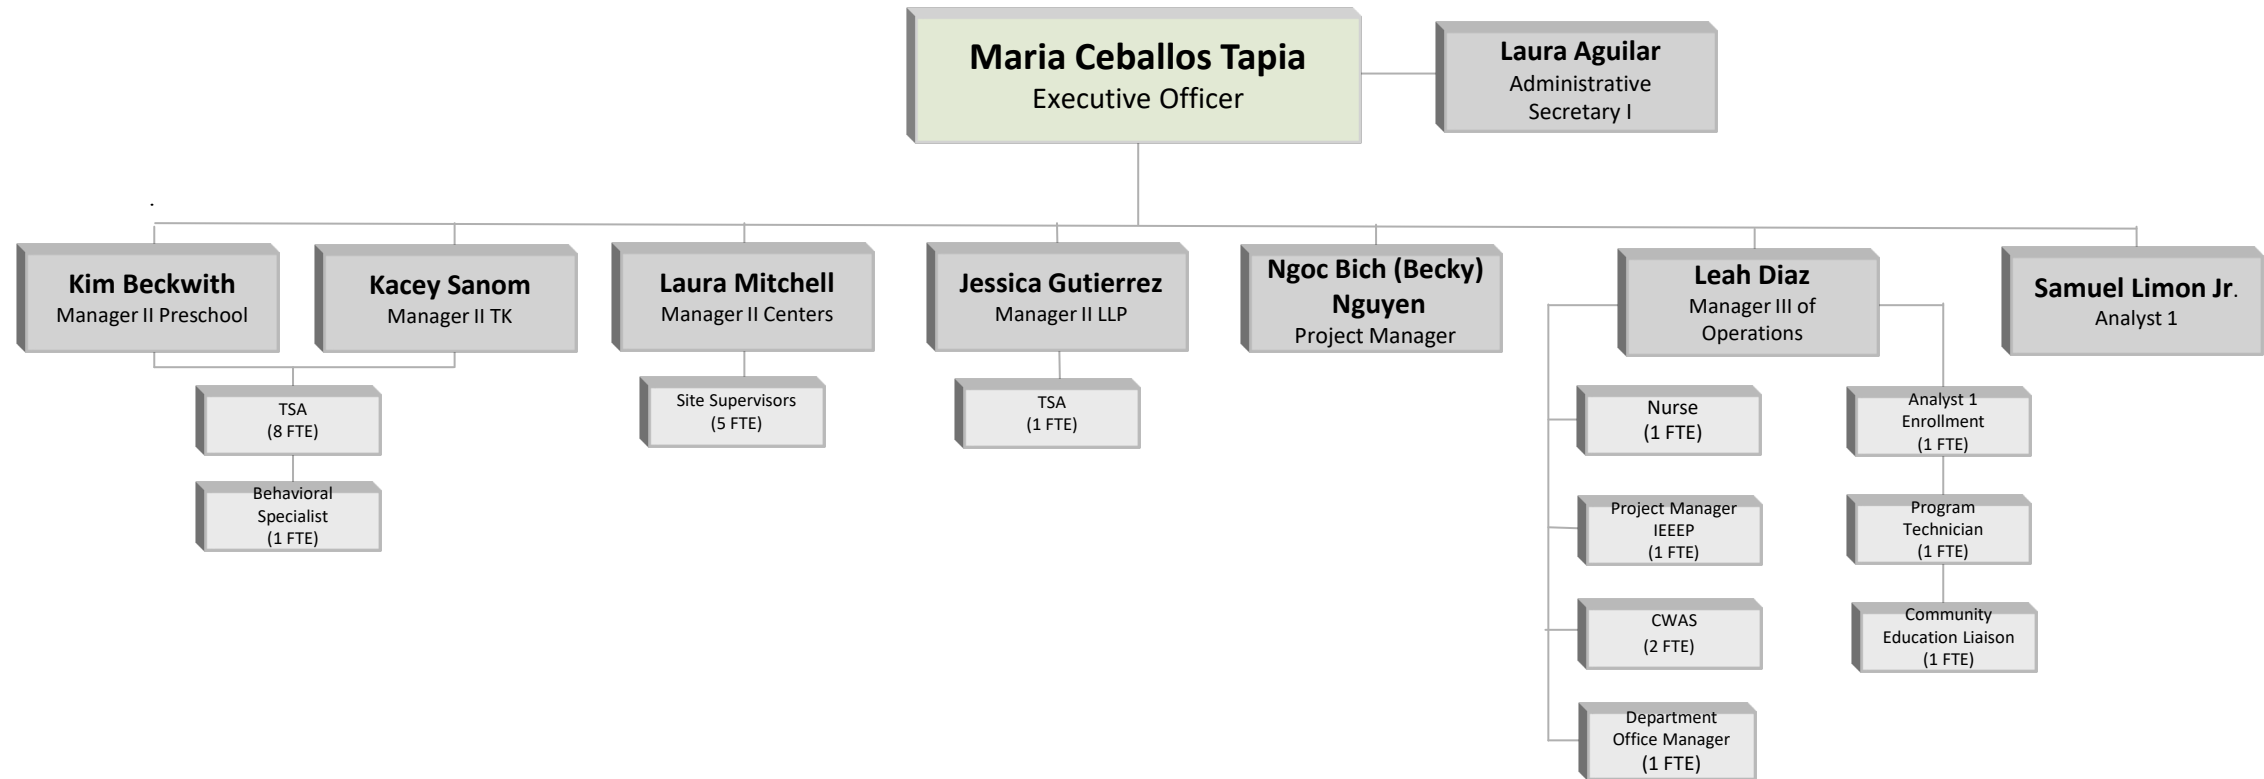 Maria Ceballos Tapia
Executive Officer
Laura Aguilar
Administrative
Secretary I
.
Kim Beckwith
Manager II Preschool
Kacey Sanom
Manager II TK
Laura Mitchell
Manager II Centers
Jessica Gutierrez
Manager II LLP
Ngoc Bich (Becky)
Nguyen
Project Manager
Leah Diaz
Manager III of
Operations
Samuel Limon Jr.
Analyst 1
TSA
(8 FTE)
Behavioral
Specialist
(1 FTE)
Site Supervisors
(5 FTE)
TSA
(1 FTE)
Nurse
(1 FTE)
Project Manager
IEEEP
(1 FTE)
CWAS
(2 FTE)
Department
Office Manager
(1 FTE)
Analyst 1
Enrollment
(1 FTE)
Program
Technician
(1 FTE)
Community
Education Liaison
(1 FTE)